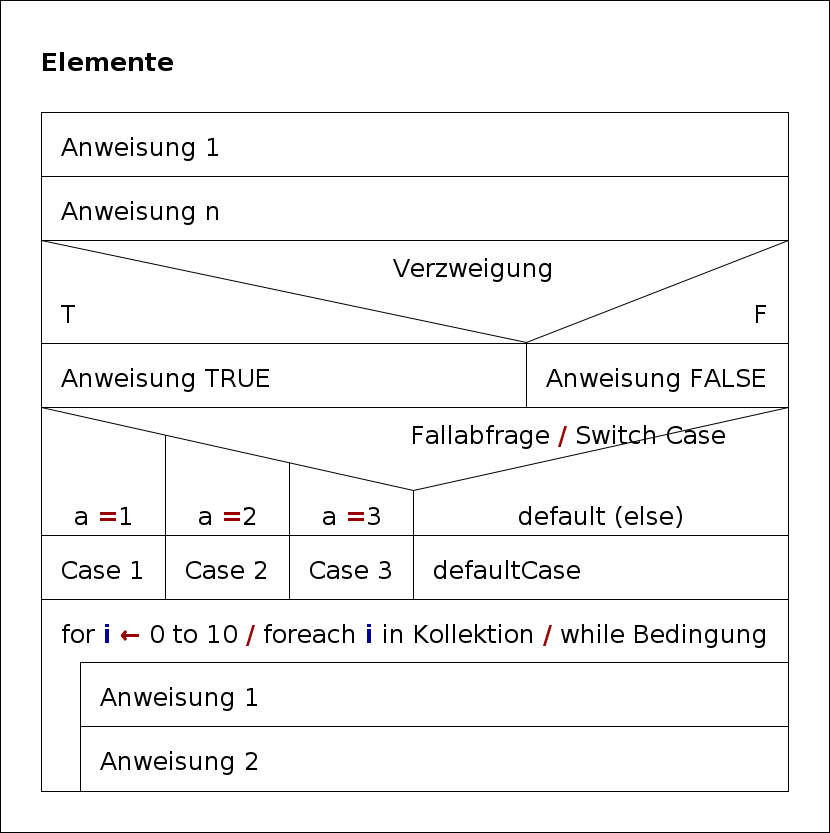 Elemente
Anweisung 1
Anweisung n
Verzweigung
T F
Anweisung TRUE Anweisung FALSE
Fallabfrage / Switch Case
a =1 a =2 a =3 default (else)
Case 1 Case 2 Case 3 defaultCase
for i ← 0 to 10 / foreach i in Kollektion / while Bedingung
Anweisung 1
Anweisung 2